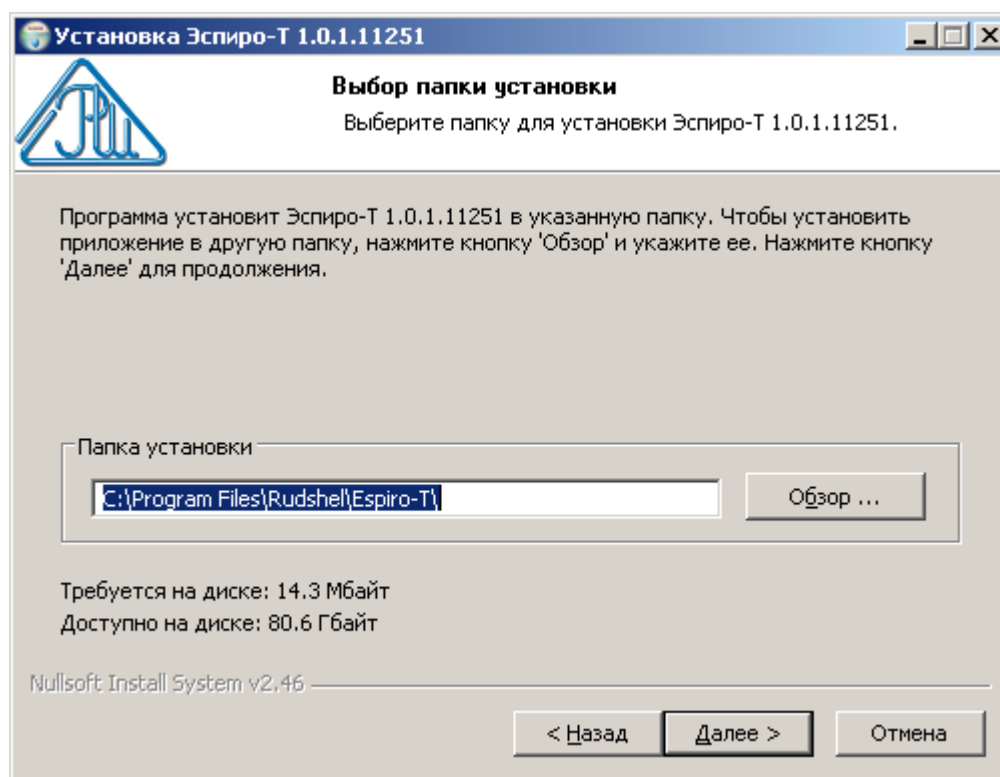 Установка Эспиро-Т 1.0.1.11251
Выбор папки установки
Выберите папку для установки Эспиро-Т 1.0.1.11251.
Программа установит Эспиро-Т 1.0.1.11251 в указанную папку. Чтобы установить
приложение в другую папку, нажмите кнопку 'Обзор' и укажите ее. Нажмите кнопку
'Далее' для продолжения.
Папка установки
C:\Program Files\Rudshel\Espiro-T\
Обзор ...
Требуется на диске: 14.3 Мбайт
Доступно на диске: 80.6 Гбайт
Nullsoft Install System v2.46
< Назад Далее > Отмена